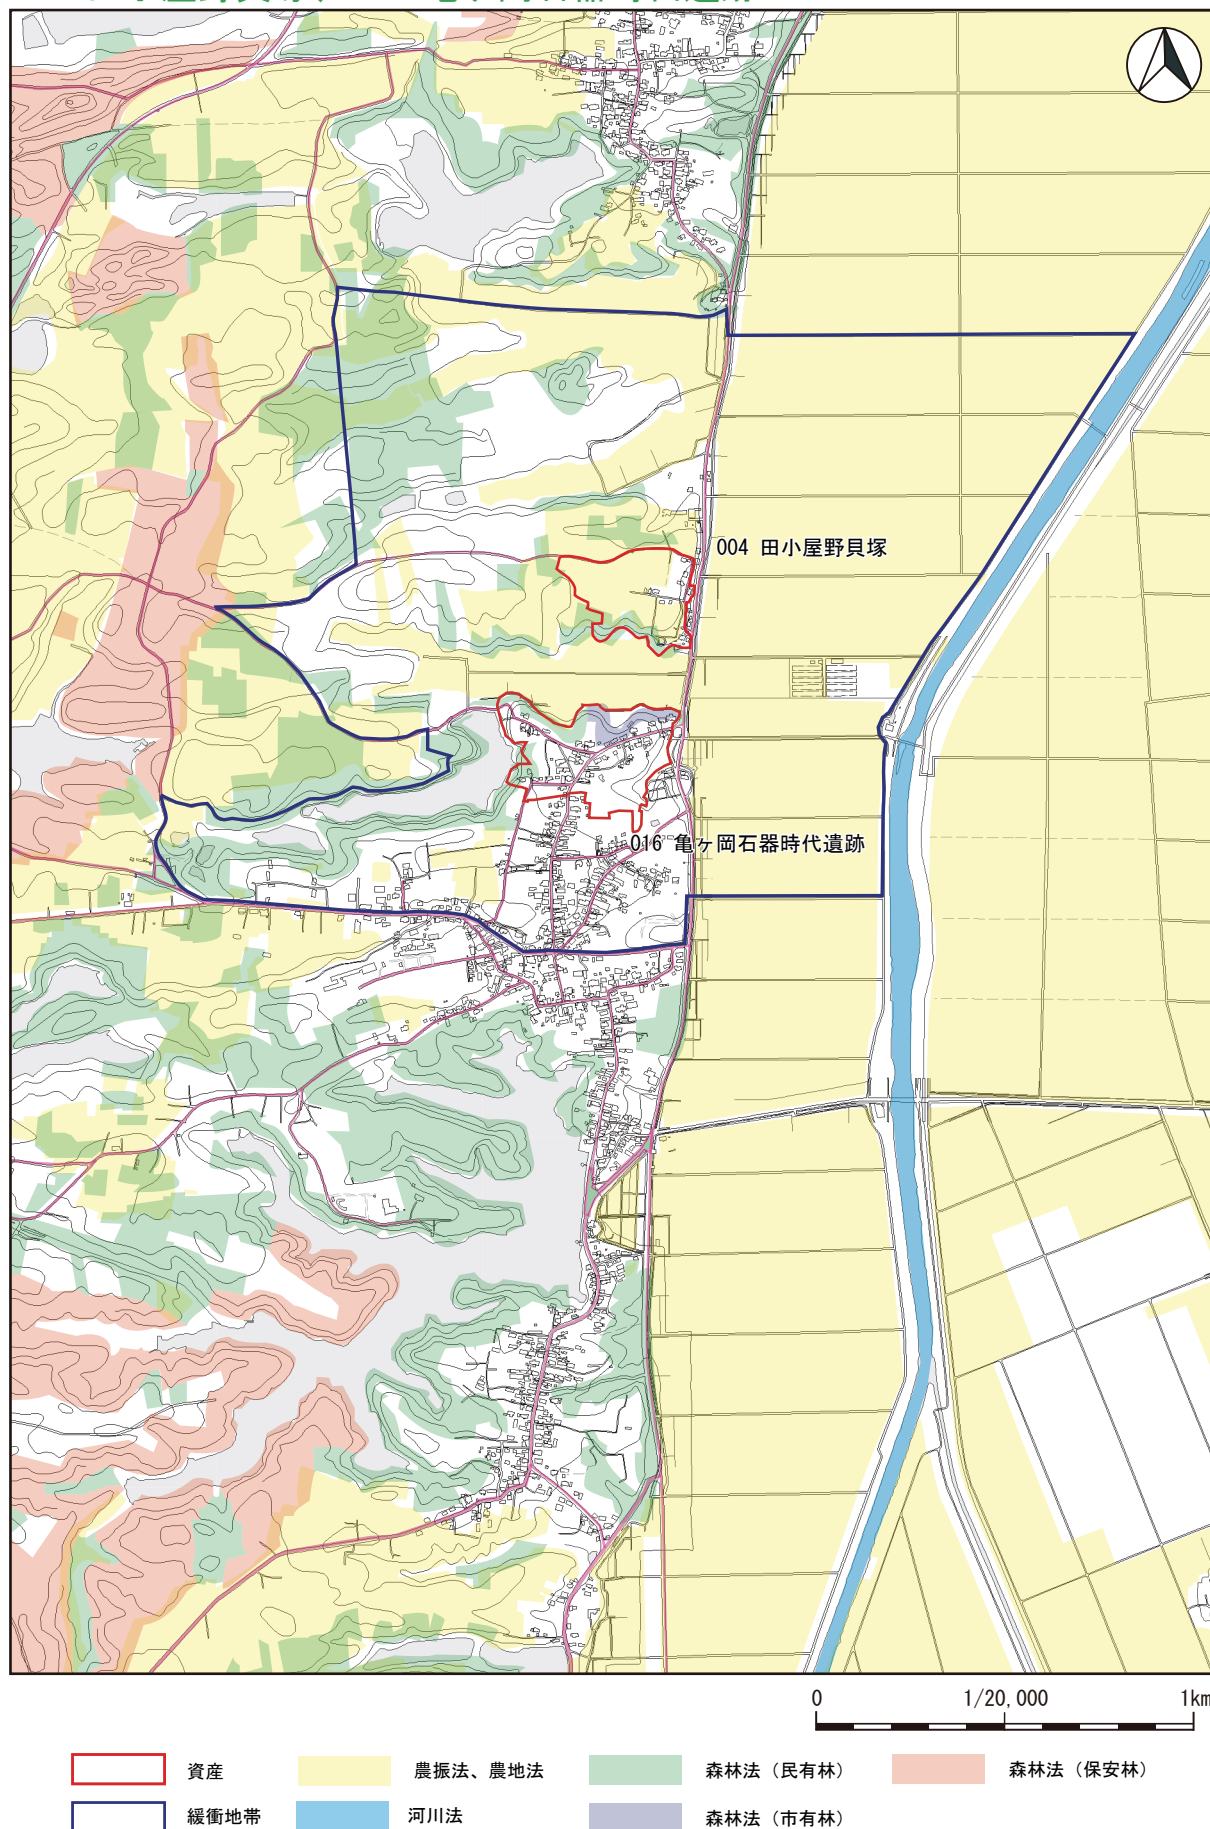 004 田小屋野貝塚
016 亀ヶ岡石器時代遺跡
0 1/20,000 1km
資産 農振法、農地法 森林法（民有林） 森林法（保安林）
緩衝地帯 河川法 森林法（市有林）